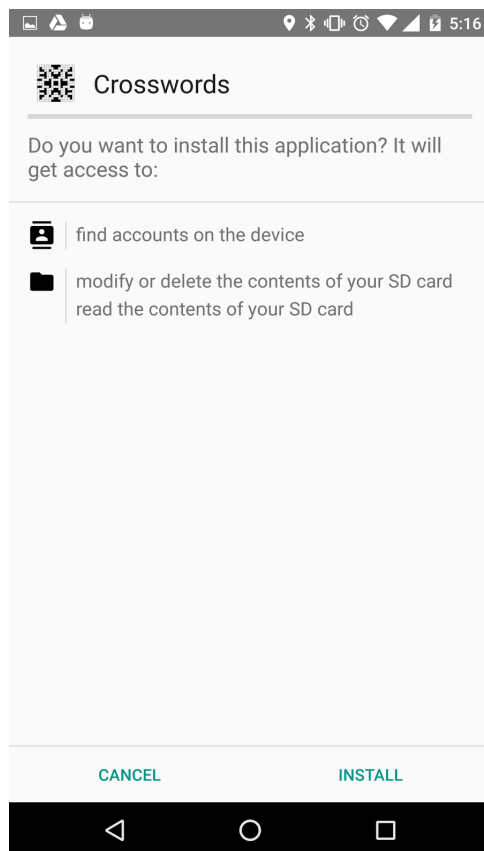 5:16
Crosswords
Do you want to install this application? It will
get access to:
find accounts on the device
modify or delete the contents of your SD card
read the contents of your SD card
CANCEL INSTALL